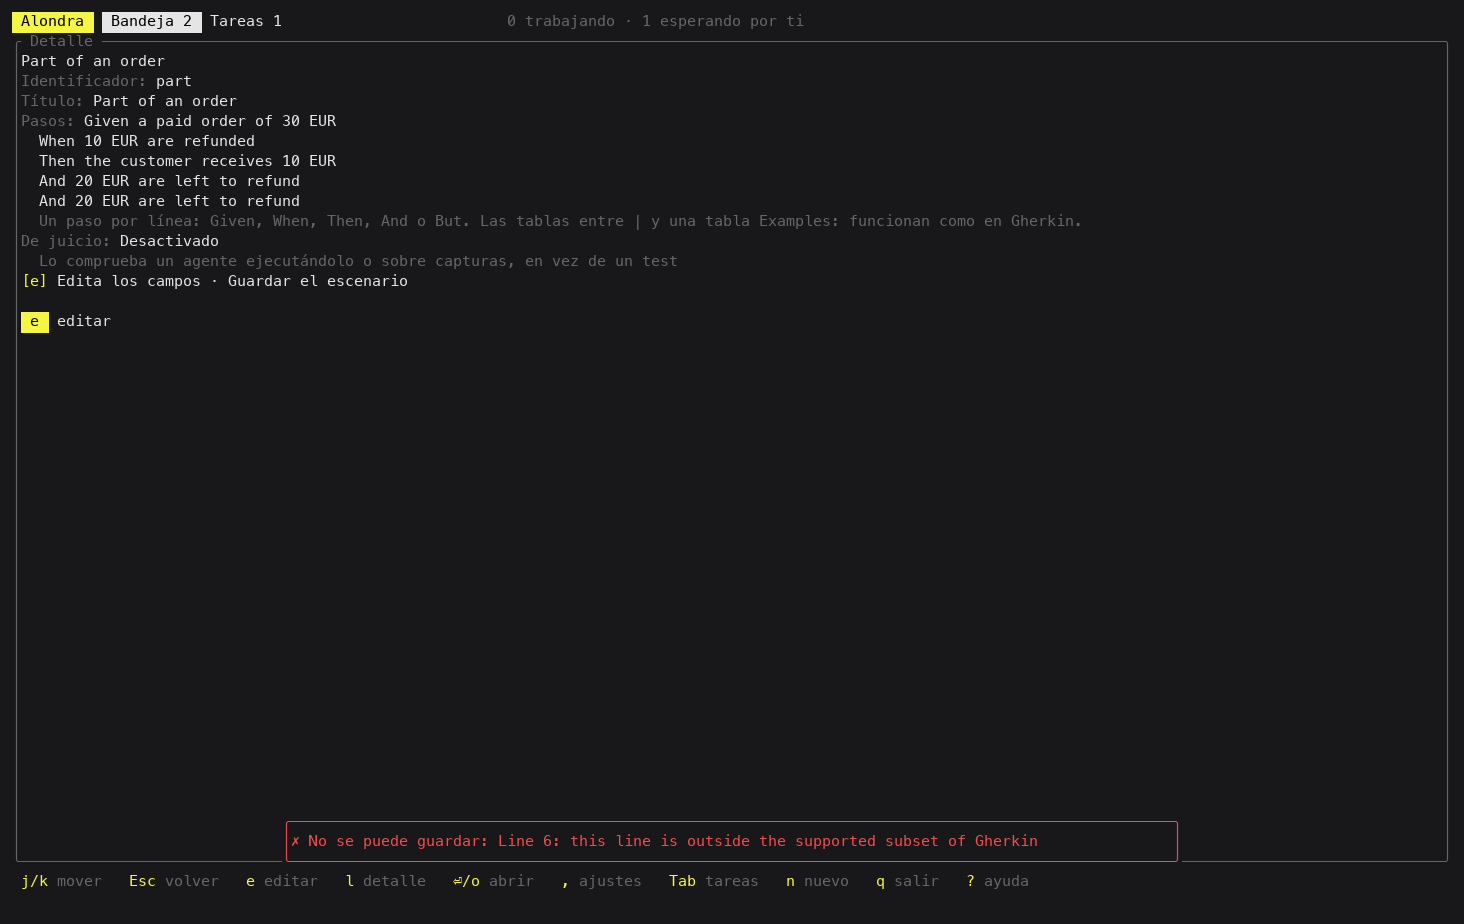 Alondra Bandeja 2 Tareas 1 0 trabajando · 1 esperando por ti
Detalle
Part of an order
Identificador: part
Título: Part of an order
Pasos: Given a paid order of 30 EUR
When 10 EUR are refunded
Then the customer receives 10 EUR
And 20 EUR are left to refund
And 20 EUR are left to refund
Un paso por línea: Given, When, Then, And o But. Las tablas entre | y una tabla Examples: funcionan como en Gherkin.
De juicio: Desactivado
Lo comprueba un agente ejecutándolo o sobre capturas, en vez de un test
[e] Edita los campos · Guardar el escenario
e editar
✗ No se puede guardar: Line 6: this line is outside the supported subset of Gherkin
j/k mover Esc volver e editar l detalle ⏎/o abrir , ajustes Tab tareas n nuevo q salir ? ayuda